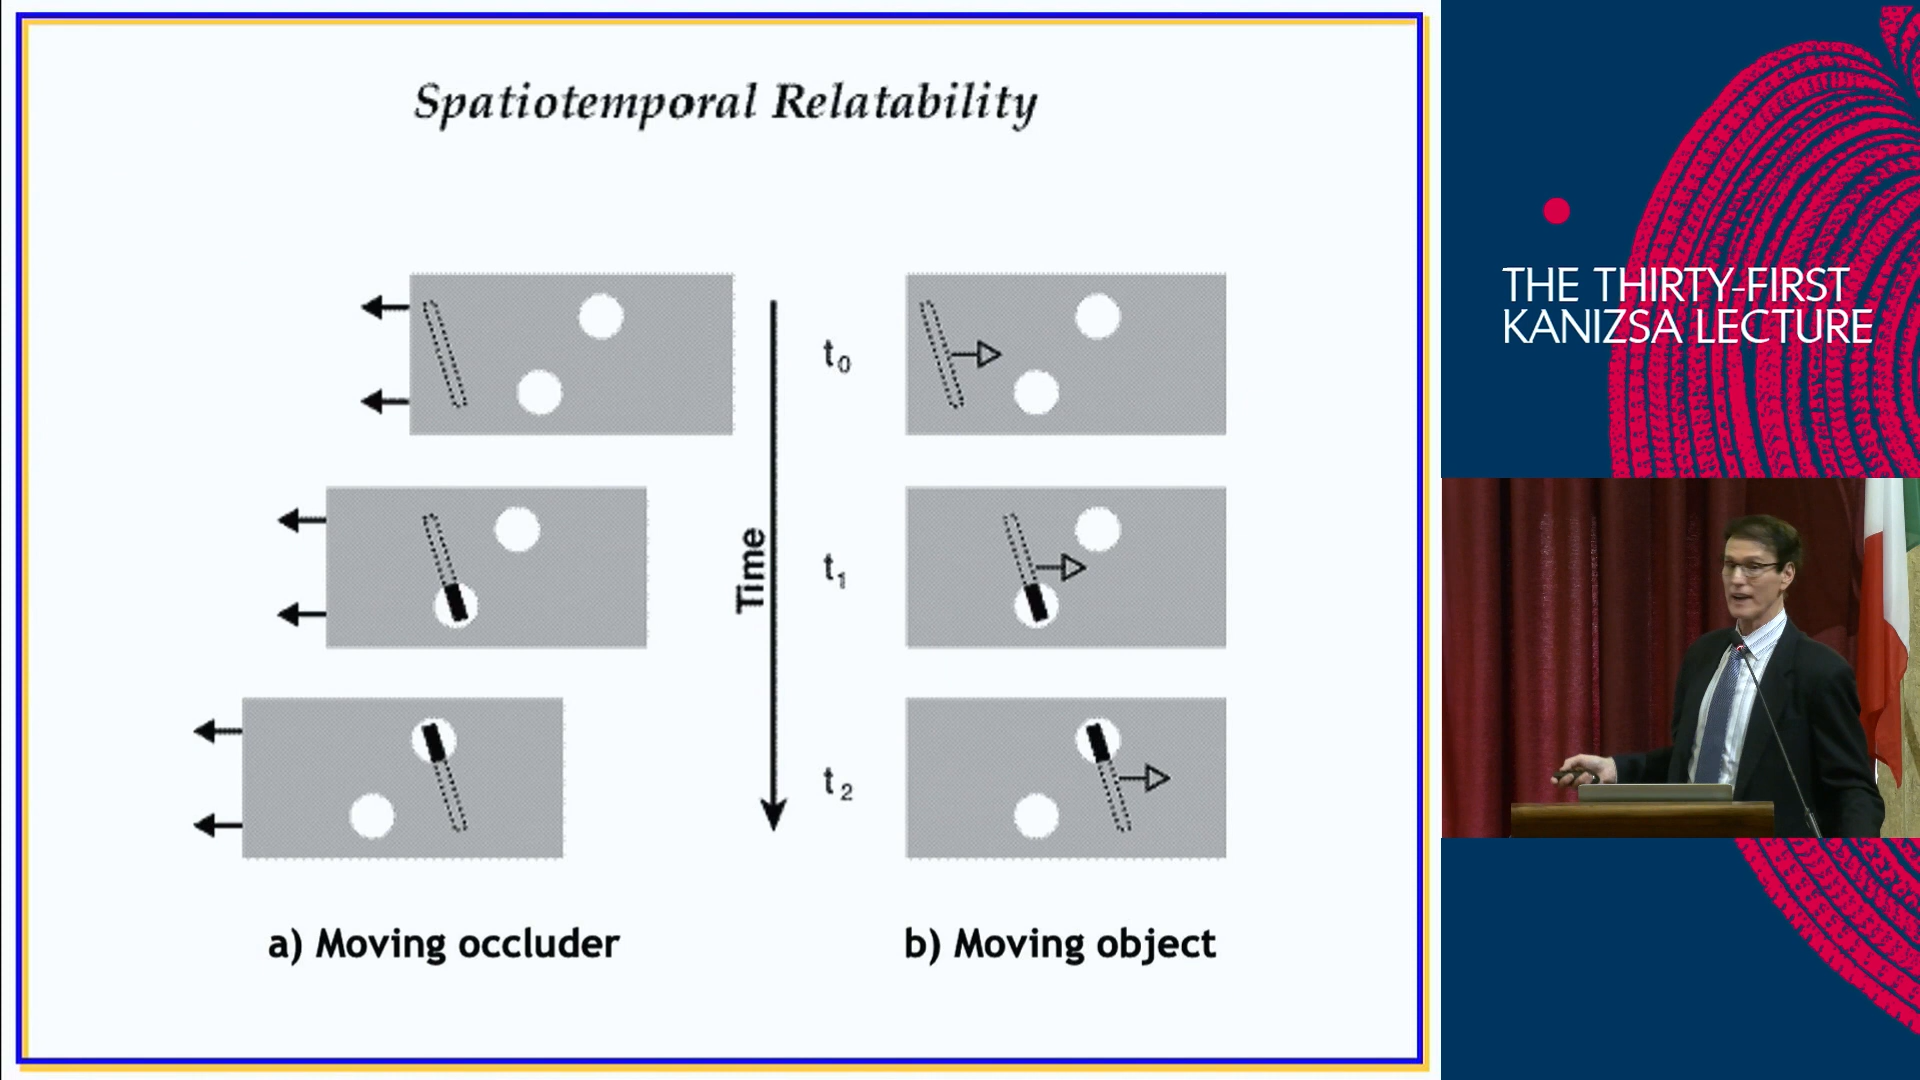 Spatiotemporal Relatability
Time
t0
t1
t2
a) Moving occluder
b) Moving object
THE THIRTY-FIRST
KANIZSA LECTURE